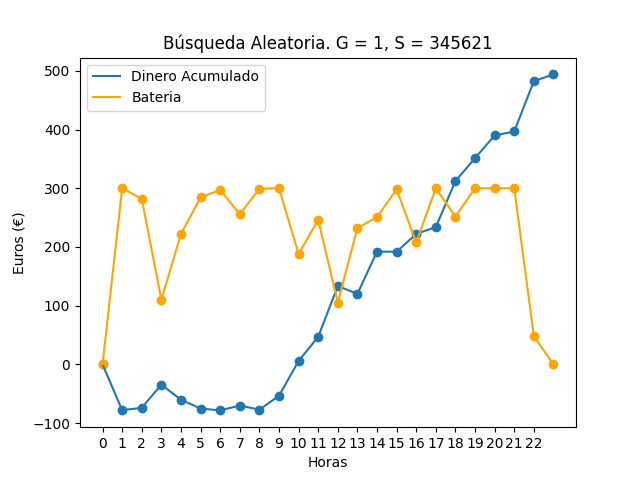 Búsqueda Aleatoria. G = 1, S = 345621
Dinero Acumulado
Bateria
500
400
300
200
100
0
−100
Euros (€)
0 1 2 3 4 5 6 7 8 9 10 11 12 13 14 15 16 17 18 19 20 21 22
Horas